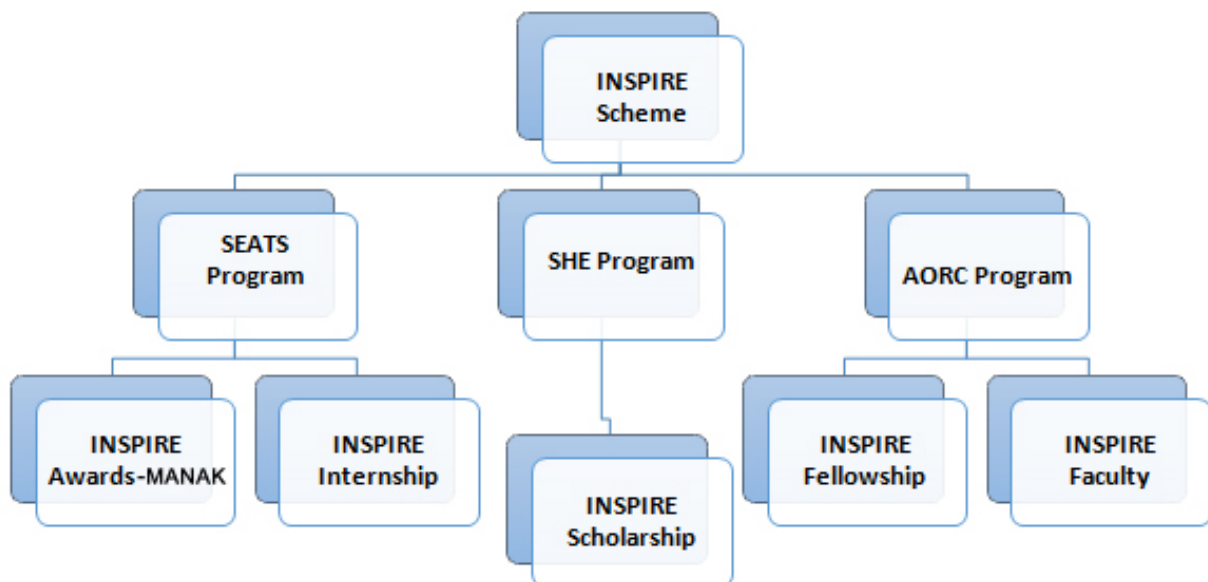 INSPIRE
Scheme
SEATS
Program
SHE Program
AORC Program
INSPIRE
Awards-MANAK
INSPIRE
Internship
INSPIRE
Scholarship
INSPIRE
Fellowship
INSPIRE
Faculty